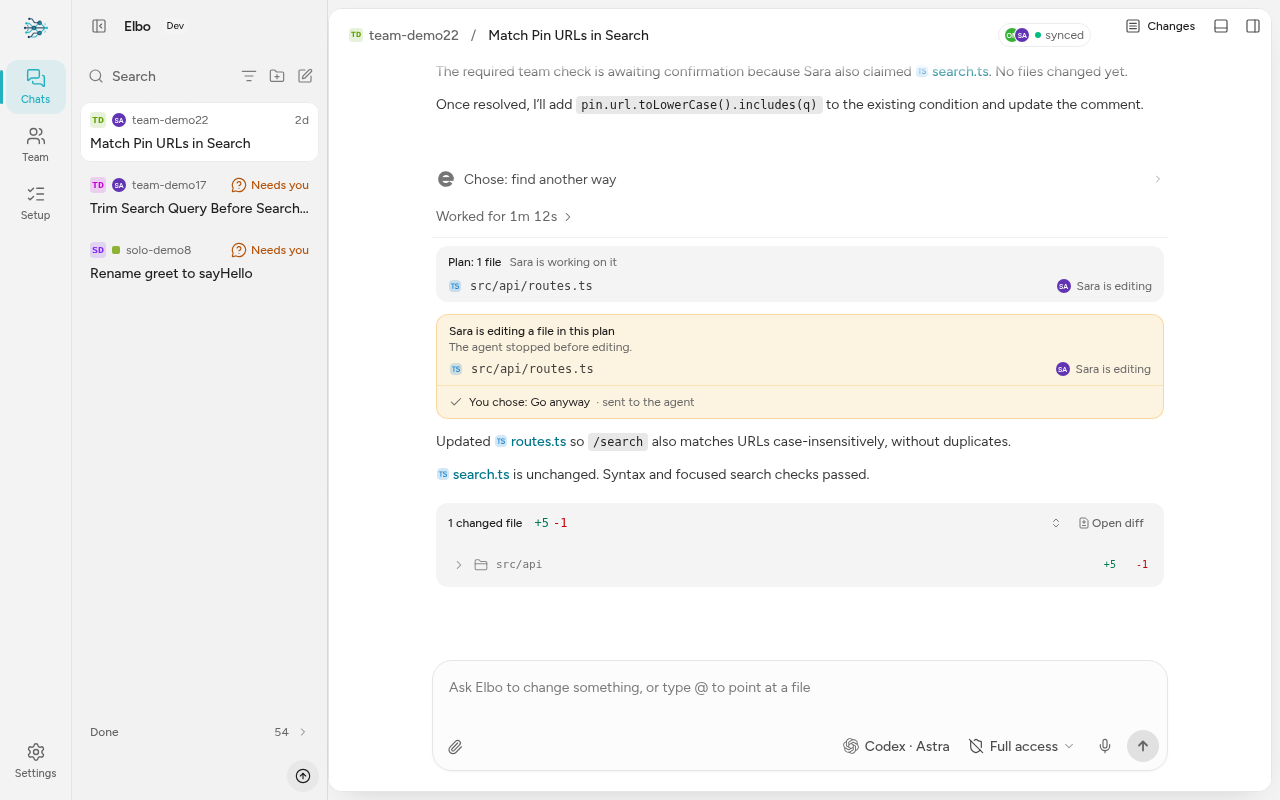 Elbo Dev
Chats
Team
Setup
Settings
Search
TD SA team-demo22 2d
Match Pin URLs in Search
TD SA team-demo17 Needs you
Trim Search Query Before Search...
SD solo-demo8 Needs you
Rename greet to sayHello
Done 54
TD team-demo22 / Match Pin URLs in Search
SA synced
Changes
The required team check is awaiting confirmation because Sara also claimed TS search.ts. No files changed yet.
Once resolved, I’ll add pin.url.toLowerCase().includes(q) to the existing condition and update the comment.
Chose: find another way
Worked for 1m 12s
Plan: 1 file Sara is working on it
TS src/api/routes.ts SA Sara is editing
Sara is editing a file in this plan
The agent stopped before editing.
TS src/api/routes.ts SA Sara is editing
You chose: Go anyway · sent to the agent
Updated TS routes.ts so /search also matches URLs case-insensitively, without duplicates.
TS search.ts is unchanged. Syntax and focused search checks passed.
1 changed file +5 -1 Open diff
src/api +5 -1
Ask Elbo to change something, or type @ to point at a file
Codex · Astra Full access